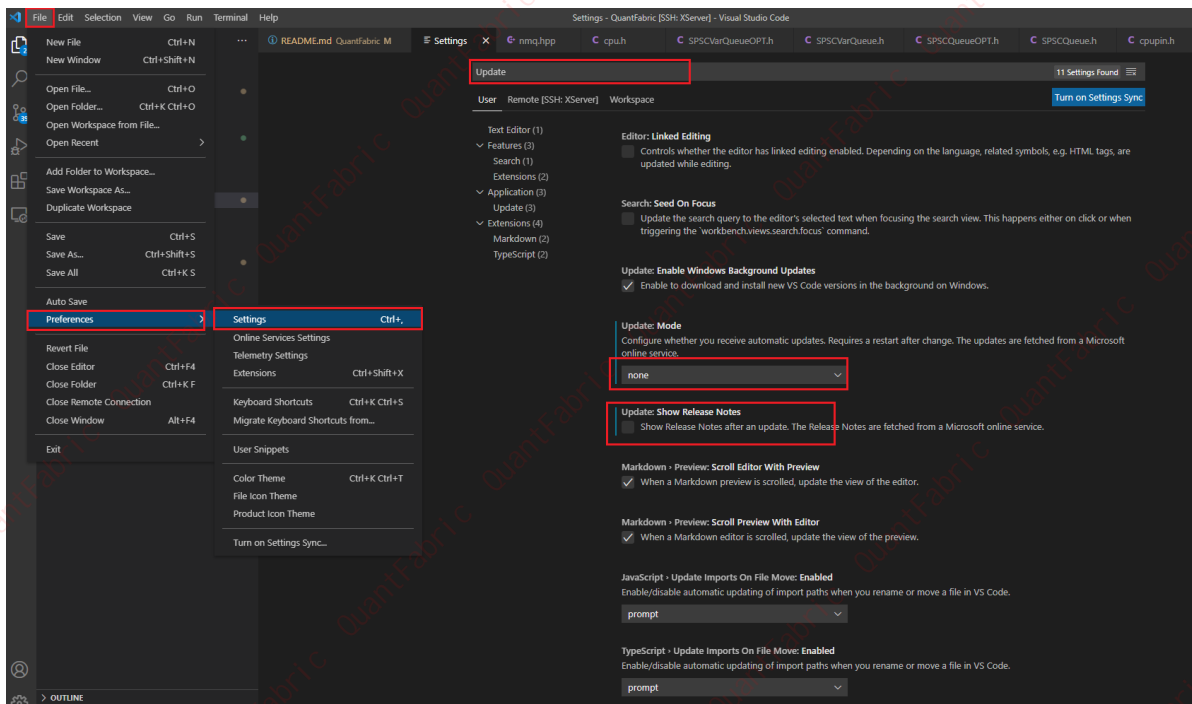 File Edit Selection View Go Run Terminal Help
Settings - QuantFabric [SSH: XServer] - Visual Studio Code
New File Ctrl+N
New Window Ctrl+Shift+N
Open File... Ctrl+O
Open Folder... Ctrl+K Ctrl+O
Open Workspace from File...
Open Recent >
Add Folder to Workspace...
Save Workspace As...
Duplicate Workspace
Save Ctrl+S
Save As... Ctrl+Shift+S
Save All Ctrl+K S
Auto Save
Preferences >
Revert File
Close Editor Ctrl+F4
Close Folder Ctrl+K F
Close Remote Connection
Close Window Alt+F4
Exit
> OUTLINE
Settings Ctrl+,
Online Services Settings
Telemetry Settings
Extensions Ctrl+Shift+X
Keyboard Shortcuts Ctrl+K Ctrl+S
Migrate Keyboard Shortcuts from...
User Snippets
Color Theme Ctrl+K Ctrl+T
File Icon Theme
Product Icon Theme
Turn on Settings Sync...
... README.md QuantFabric M Settings × nmq.hpp C cpu.h C SPSCVarQueueOPT.h C SPSCVarQueue.h C SPSCQueueOPT.h C SPSCQueue.h C cpupin.h
Update 11 Settings Found
User Remote [SSH: XServer] Workspace
Turn on Settings Sync
Text Editor (1)
Features (3)
Search (1)
Extensions (2)
Application (3)
Update (3)
Extensions (4)
Markdown (2)
TypeScript (2)
Editor: Linked Editing
Controls whether the editor has linked editing enabled. Depending on the language, related symbols, e.g. HTML tags, are
updated while editing.
Search: Seed On Focus
Update the search query to the editor's selected text when focusing the search view. This happens either on click or when
triggering the `workbench.views.search.focus` command.
Update: Enable Windows Background Updates
Enable to download and install new VS Code versions in the background on Windows.
Update: Mode
Configure whether you receive automatic updates. Requires a restart after change. The updates are fetched from a Microsoft
online service.
none
Update: Show Release Notes
Show Release Notes after an update. The Release Notes are fetched from a Microsoft online service.
Markdown › Preview: Scroll Editor With Preview
When a Markdown preview is scrolled, update the view of the editor.
Markdown › Preview: Scroll Preview With Editor
When a Markdown editor is scrolled, update the view of the preview.
JavaScript › Update Imports On File Move: Enabled
Enable/disable automatic updating of import paths when you rename or move a file in VS Code.
prompt
TypeScript › Update Imports On File Move: Enabled
Enable/disable automatic updating of import paths when you rename or move a file in VS Code.
prompt
QuantFabric